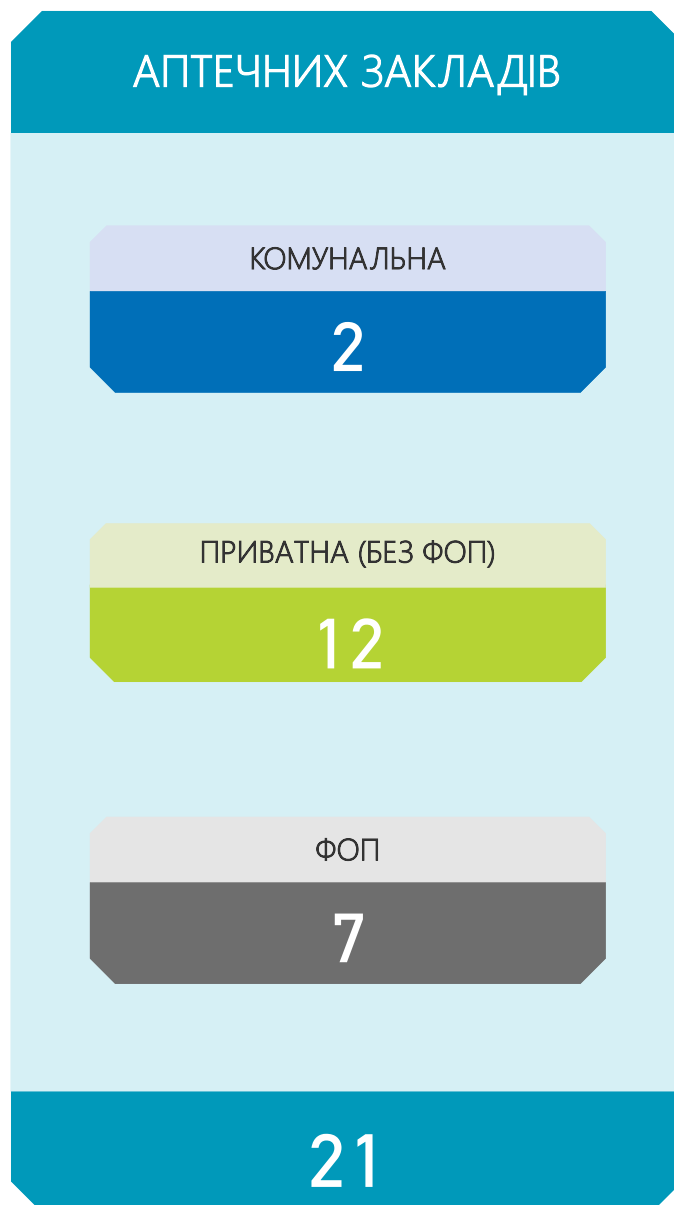 АПТЕЧНИХ ЗАКЛАДІВ
КОМУНАЛЬНА
2
ПРИВАТНА (БЕЗ ФОП)
12
ФОП
7
21